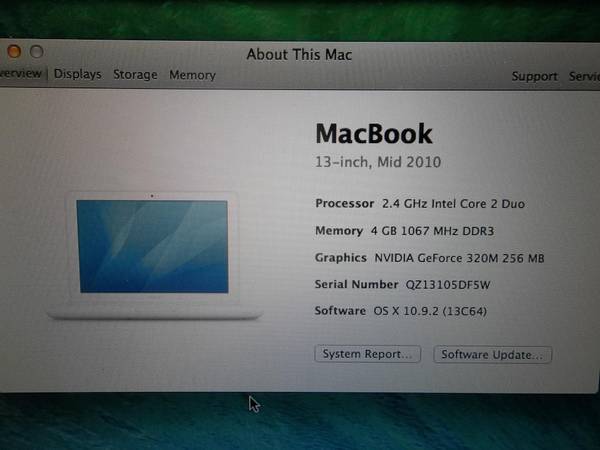 About This Mac
verview Displays Storage Memory Support Servic
MacBook
13-inch, Mid 2010
Processor 2.4 GHz Intel Core 2 Duo
Memory 4 GB 1067 MHz DDR3
Graphics NVIDIA GeForce 320M 256 MB
Serial Number QZ13105DF5W
Software OS X 10.9.2 (13C64)
System Report... Software Update...